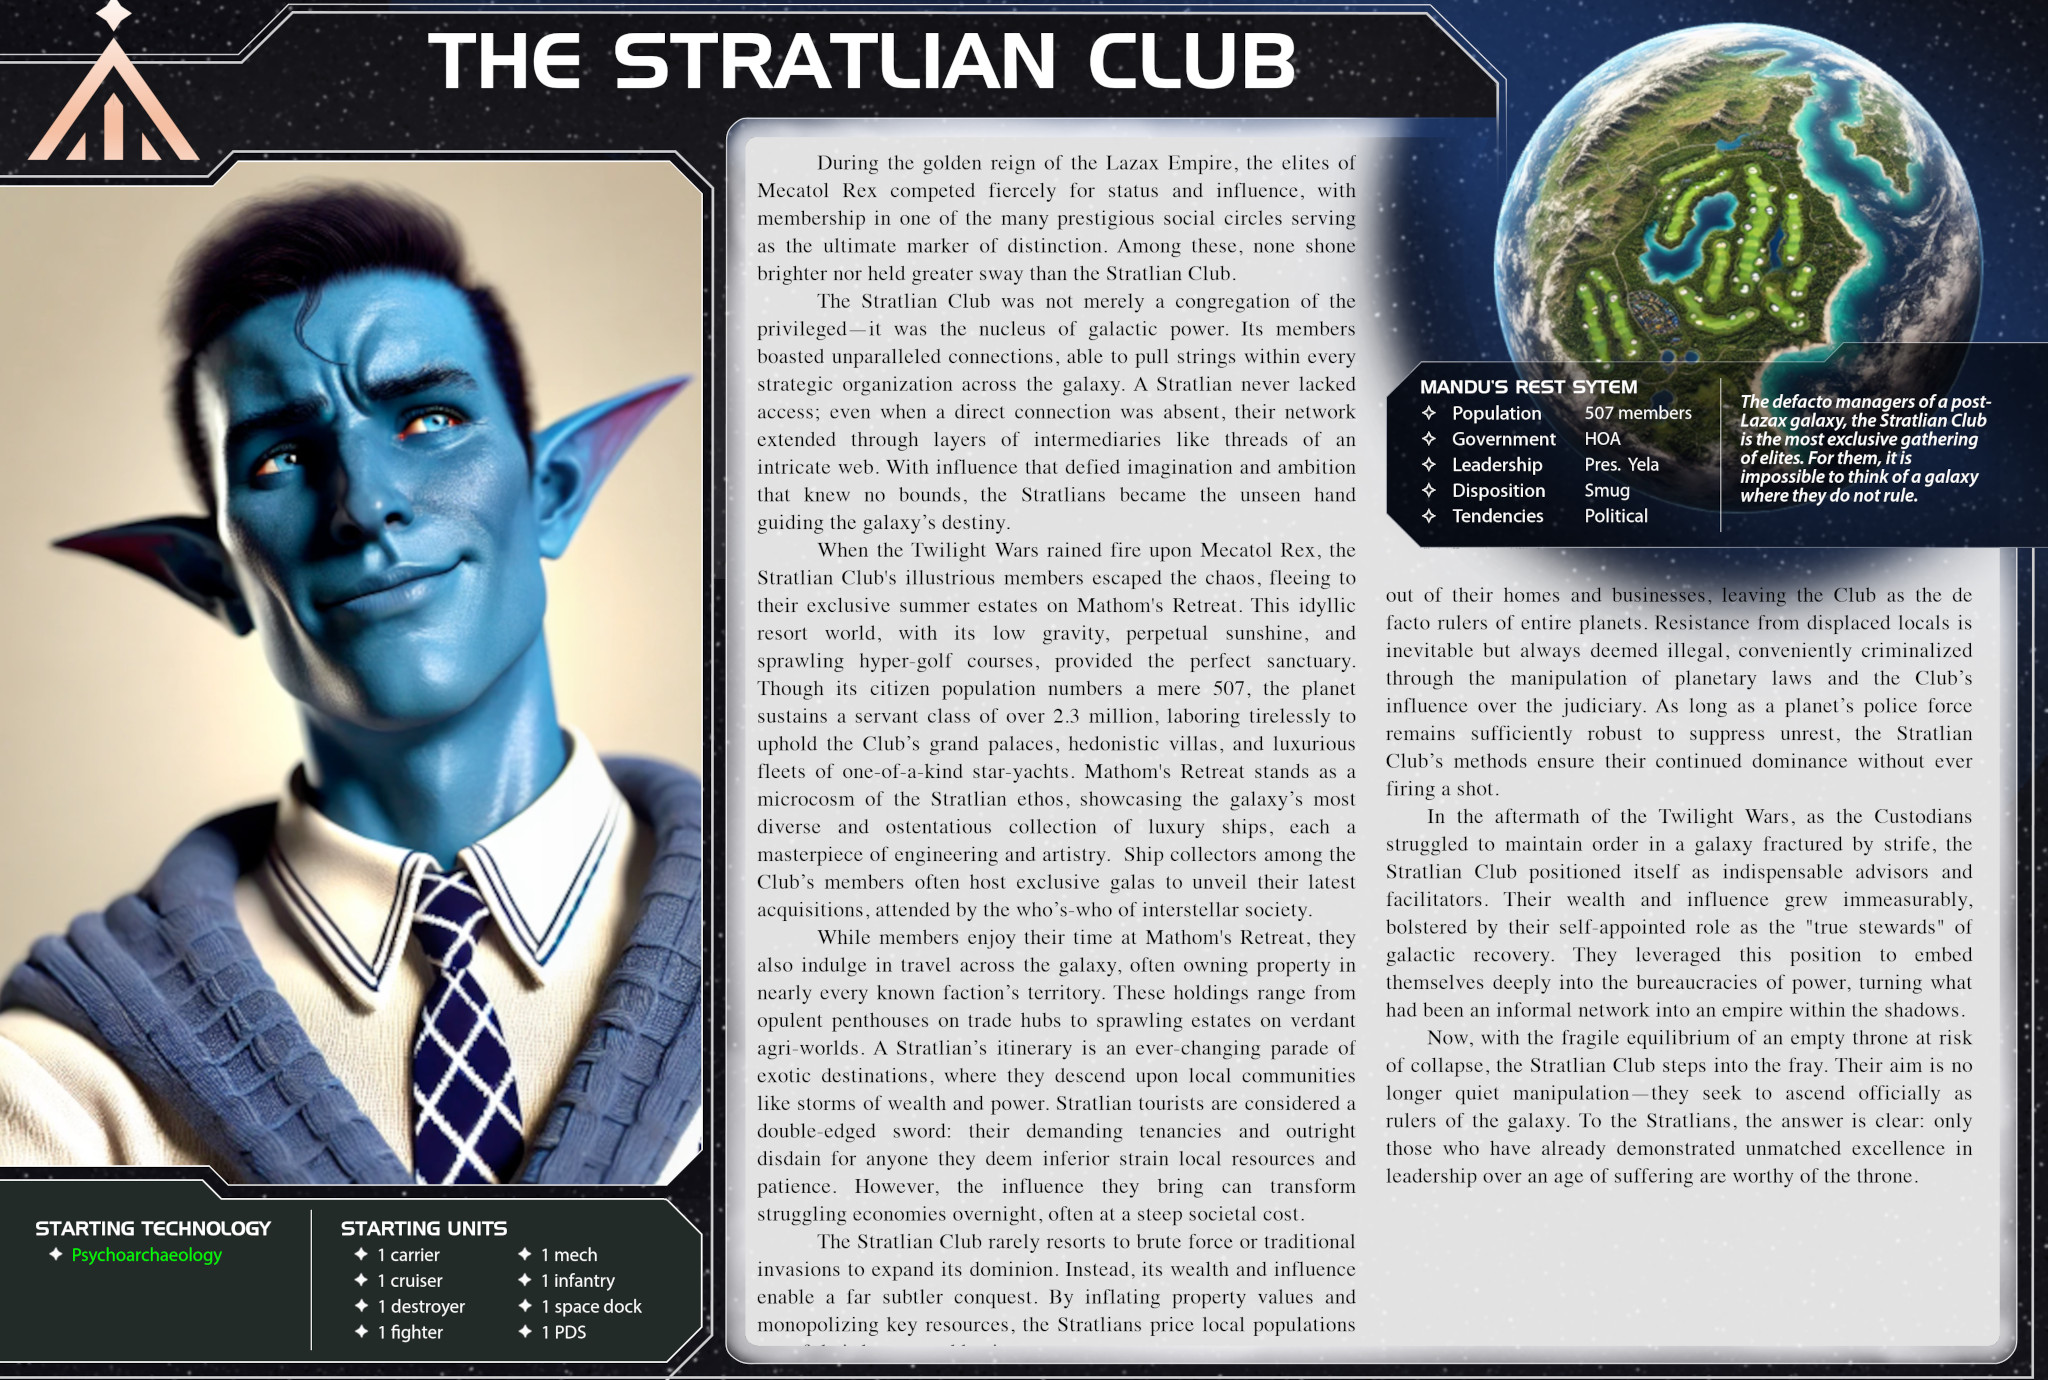 THE STRATLIAN CLUB
During the golden reign of the Lazax Empire, the elites of
Mecatol Rex competed fiercely for status and influence, with
membership in one of the many prestigious social circles serving
as the ultimate marker of distinction. Among these, none shone
brighter nor held greater sway than the Stratlian Club.
The Stratlian Club was not merely a congregation of the
privileged—it was the nucleus of galactic power. Its members
boasted unparalleled connections, able to pull strings within every
strategic organization across the galaxy. A Stratlian never lacked
access; even when a direct connection was absent, their network
extended through layers of intermediaries like threads of an
intricate web. With influence that defied imagination and ambition
that knew no bounds, the Stratlians became the unseen hand
guiding the galaxy’s destiny.
When the Twilight Wars rained fire upon Mecatol Rex, the
Stratlian Club's illustrious members escaped the chaos, fleeing to
their exclusive summer estates on Mathom's Retreat. This idyllic
resort world, with its low gravity, perpetual sunshine, and
sprawling hyper-golf courses, provided the perfect sanctuary.
Though its citizen population numbers a mere 507, the planet
sustains a servant class of over 2.3 million, laboring tirelessly to
uphold the Club’s grand palaces, hedonistic villas, and luxurious
fleets of one-of-a-kind star-yachts. Mathom's Retreat stands as a
microcosm of the Stratlian ethos, showcasing the galaxy’s most
diverse and ostentatious collection of luxury ships, each a
masterpiece of engineering and artistry. Ship collectors among the
Club’s members often host exclusive galas to unveil their latest
acquisitions, attended by the who’s-who of interstellar society.
While members enjoy their time at Mathom's Retreat, they
also indulge in travel across the galaxy, often owning property in
nearly every known faction’s territory. These holdings range from
opulent penthouses on trade hubs to sprawling estates on verdant
agri-worlds. A Stratlian’s itinerary is an ever-changing parade of
exotic destinations, where they descend upon local communities
like storms of wealth and power. Stratlian tourists are considered a
double-edged sword: their demanding tenancies and outright
disdain for anyone they deem inferior strain local resources and
patience. However, the influence they bring can transform
struggling economies overnight, often at a steep societal cost.
The Stratlian Club rarely resorts to brute force or traditional
invasions to expand its dominion. Instead, its wealth and influence
enable a far subtler conquest. By inflating property values and
monopolizing key resources, the Stratlians price local populations
MANDU'S REST SYTEM
Population 507 members
Government HOA
Leadership Pres. Yela
Disposition Smug
Tendencies Political
The defacto managers of a post-
Lazax galaxy, the Stratlian Club
is the most exclusive gathering
of elites. For them, it is
impossible to think of a galaxy
where they do not rule.
out of their homes and businesses, leaving the Club as the de
facto rulers of entire planets. Resistance from displaced locals is
inevitable but always deemed illegal, conveniently criminalized
through the manipulation of planetary laws and the Club’s
influence over the judiciary. As long as a planet’s police force
remains sufficiently robust to suppress unrest, the Stratlian
Club’s methods ensure their continued dominance without ever
firing a shot.
In the aftermath of the Twilight Wars, as the Custodians
struggled to maintain order in a galaxy fractured by strife, the
Stratlian Club positioned itself as indispensable advisors and
facilitators. Their wealth and influence grew immeasurably,
bolstered by their self-appointed role as the "true stewards" of
galactic recovery. They leveraged this position to embed
themselves deeply into the bureaucracies of power, turning what
had been an informal network into an empire within the shadows.
Now, with the fragile equilibrium of an empty throne at risk
of collapse, the Stratlian Club steps into the fray. Their aim is no
longer quiet manipulation—they seek to ascend officially as
rulers of the galaxy. To the Stratlians, the answer is clear: only
those who have already demonstrated unmatched excellence in
leadership over an age of suffering are worthy of the throne.
STARTING TECHNOLOGY
Psychoarchaeology
STARTING UNITS
1 carrier 1 mech
1 cruiser 1 infantry
1 destroyer 1 space dock
1 fighter 1 PDS